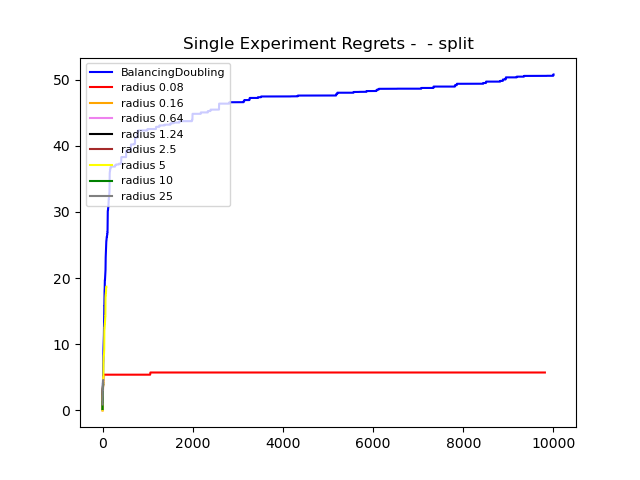 Single Experiment Regrets -  - split
BalancingDoubling
radius 0.08
radius 0.16
radius 0.64
radius 1.24
radius 2.5
radius 5
radius 10
radius 25
50
40
30
20
10
0
0 2000 4000 6000 8000 10000